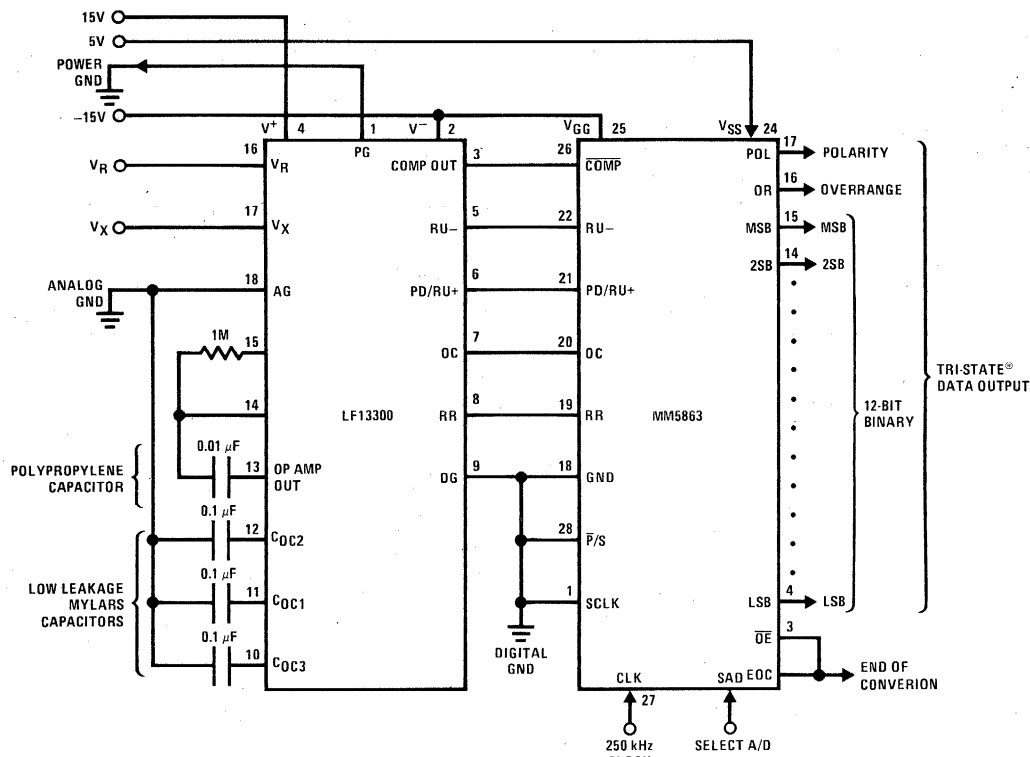 15V
5V
POWER GND
–15V
V+ 4
1
V– 2
VGG 25
VSS 24
PG
VR
16 VR
COMP OUT 3
26 COMP
POL 17 POLARITY
OR 16 OVERRANGE
VX
17 VX
RU– 5
22 RU–
MSB 15 MSB
2SB 14 2SB
ANALOG GND
18 AG
PD/RU+ 6
21 PD/RU+
1M
15
OC 7
20 OC
TRI-STATE®
DATA OUTPUT
14
LF13300
RR 8
19 RR
MM5863
12-BIT
BINARY
POLYPROPYLENE
CAPACITOR
0.01 µF
13 OP AMP
OUT
DG 9
18 GND
0.1 µF
12 COC2
28 P/S
LOW LEAKAGE
MYLARS
CAPACITORS
0.1 µF
11 COC1
1 SCLK
LSB 4 LSB
0.1 µF
10 COC3
DIGITAL
GND
OE 3
EOC
END OF
CONVERION
CLK
27
SAD
250 kHz
SELECT A/D